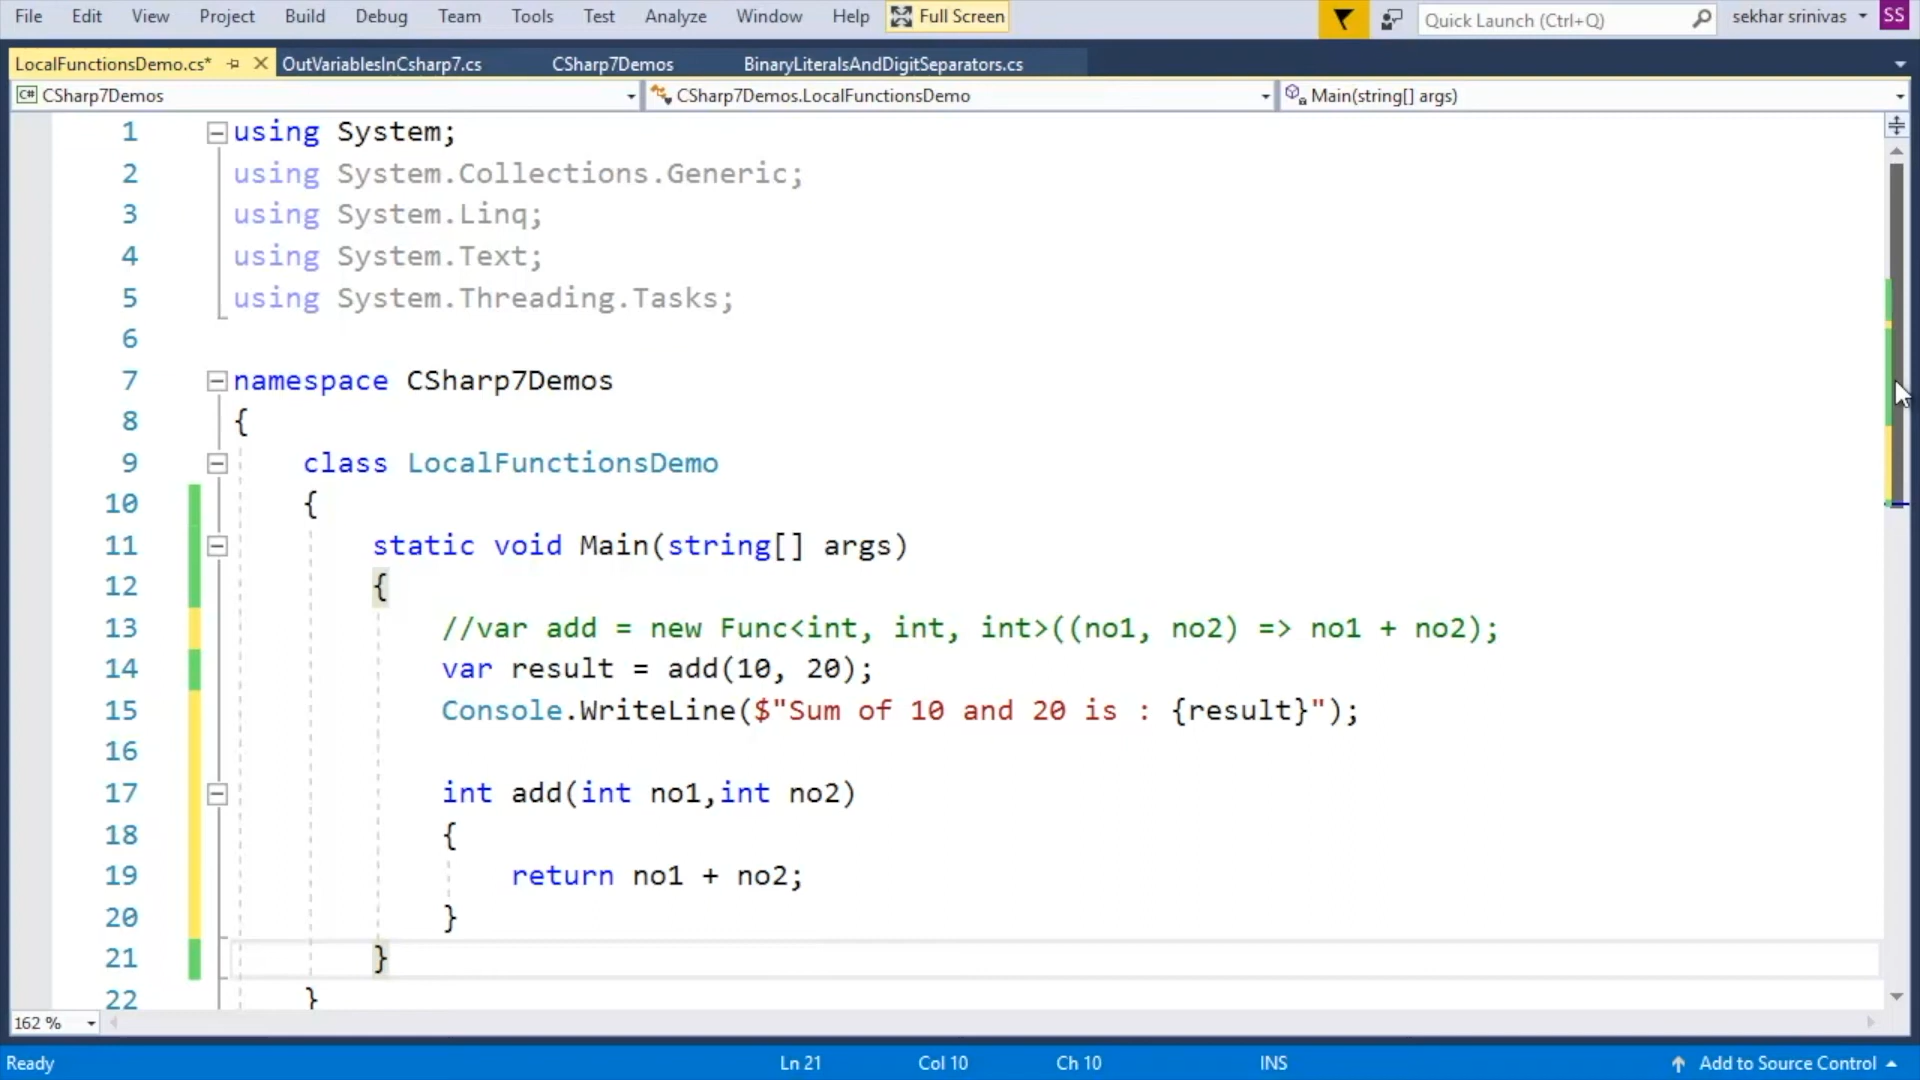 File Edit View Project Build Debug Team Tools Test Analyze Window Help Full Screen Quick Launch (Ctrl+Q) sekhar srinivas SS
LocalFunctionsDemo.cs* OutVariablesInCsharp7.cs CSharp7Demos BinaryLiteralsAndDigitSeparators.cs
C# CSharp7Demos CSharp7Demos.LocalFunctionsDemo Main(string[] args)
1 using System;
2 using System.Collections.Generic;
3 using System.Linq;
4 using System.Text;
5 using System.Threading.Tasks;
6
7 namespace CSharp7Demos
8 {
9 class LocalFunctionsDemo
10 {
11 static void Main(string[] args)
12 {
13 //var add = new Func<int, int, int>((no1, no2) => no1 + no2);
14 var result = add(10, 20);
15 Console.WriteLine($"Sum of 10 and 20 is : {result}");
16
17 int add(int no1,int no2)
18 {
19 return no1 + no2;
20 }
21 }
22 }
162 %
Ready Ln 21 Col 10 Ch 10 INS Add to Source Control